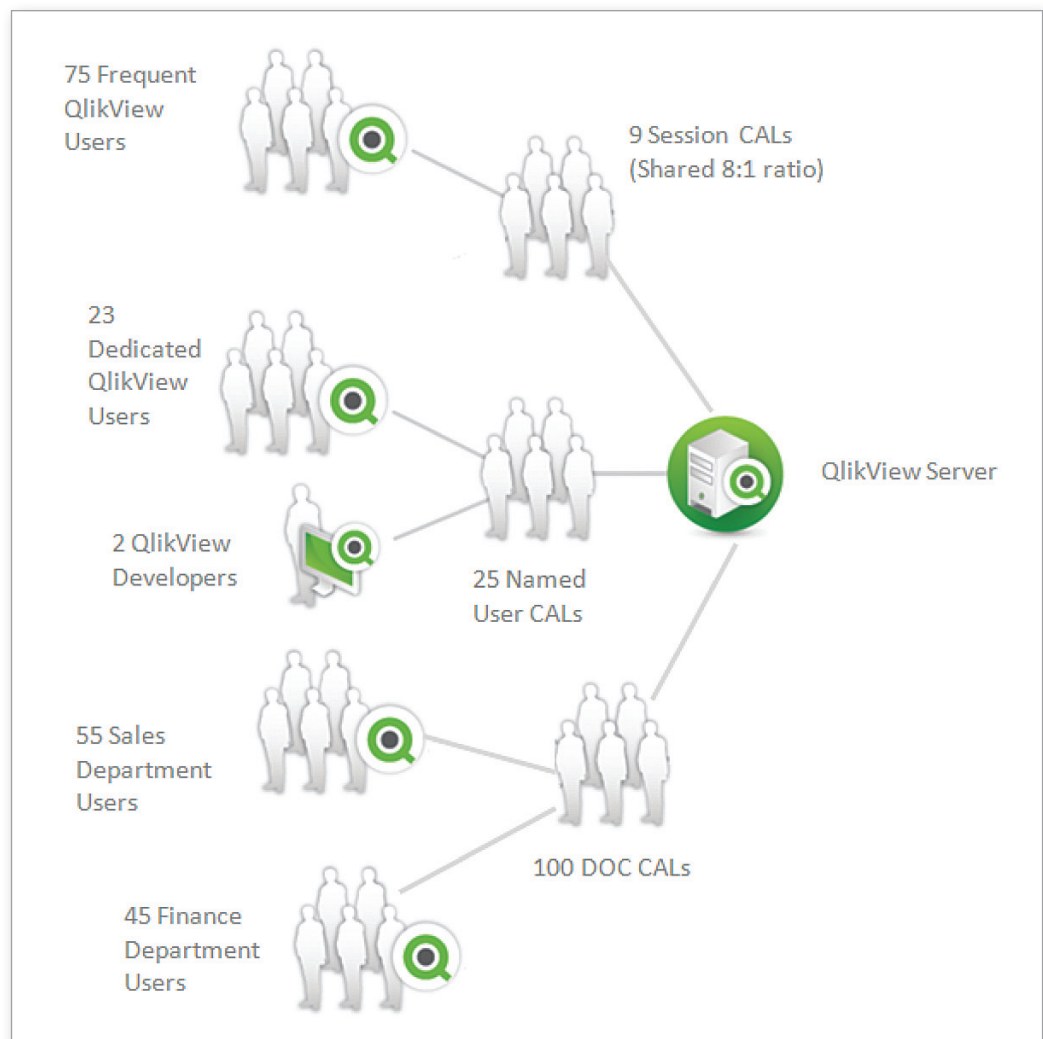 75 Frequent
QlikView
Users
9 Session CALs
(Shared 8:1 ratio)
23
Dedicated
QlikView
Users
QlikView Server
2 QlikView
Developers
25 Named
User CALs
55 Sales
Department
Users
100 DOC CALs
45 Finance
Department
Users